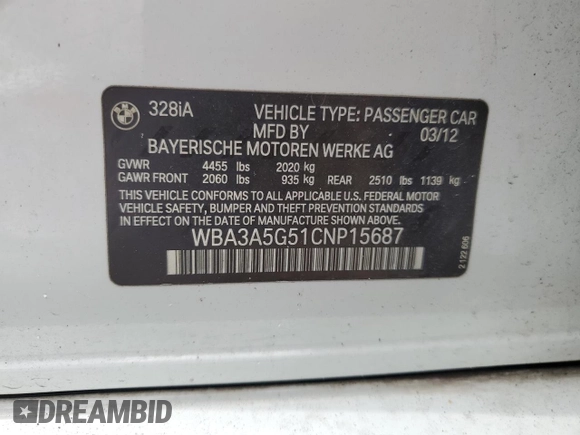 328iA VEHICLE TYPE: PASSENGER CAR
MFD BY 03/12
BAYERISCHE MOTOREN WERKE AG
GVWR 4455 lbs 2020 kg
GAWR FRONT 2060 lbs 935 kg REAR 2510 lbs 1139 kg
THIS VEHICLE CONFORMS TO ALL APPLICABLE U.S. FEDERAL MOTOR
VEHICLE SAFETY, BUMPER AND THEFT PREVENTION STANDARDS
IN EFFECT ON THE DATE OF MANUFACTURE SHOWN ABOVE.
WBA3A5G51CNP15687
2 122 606
DREAMBID